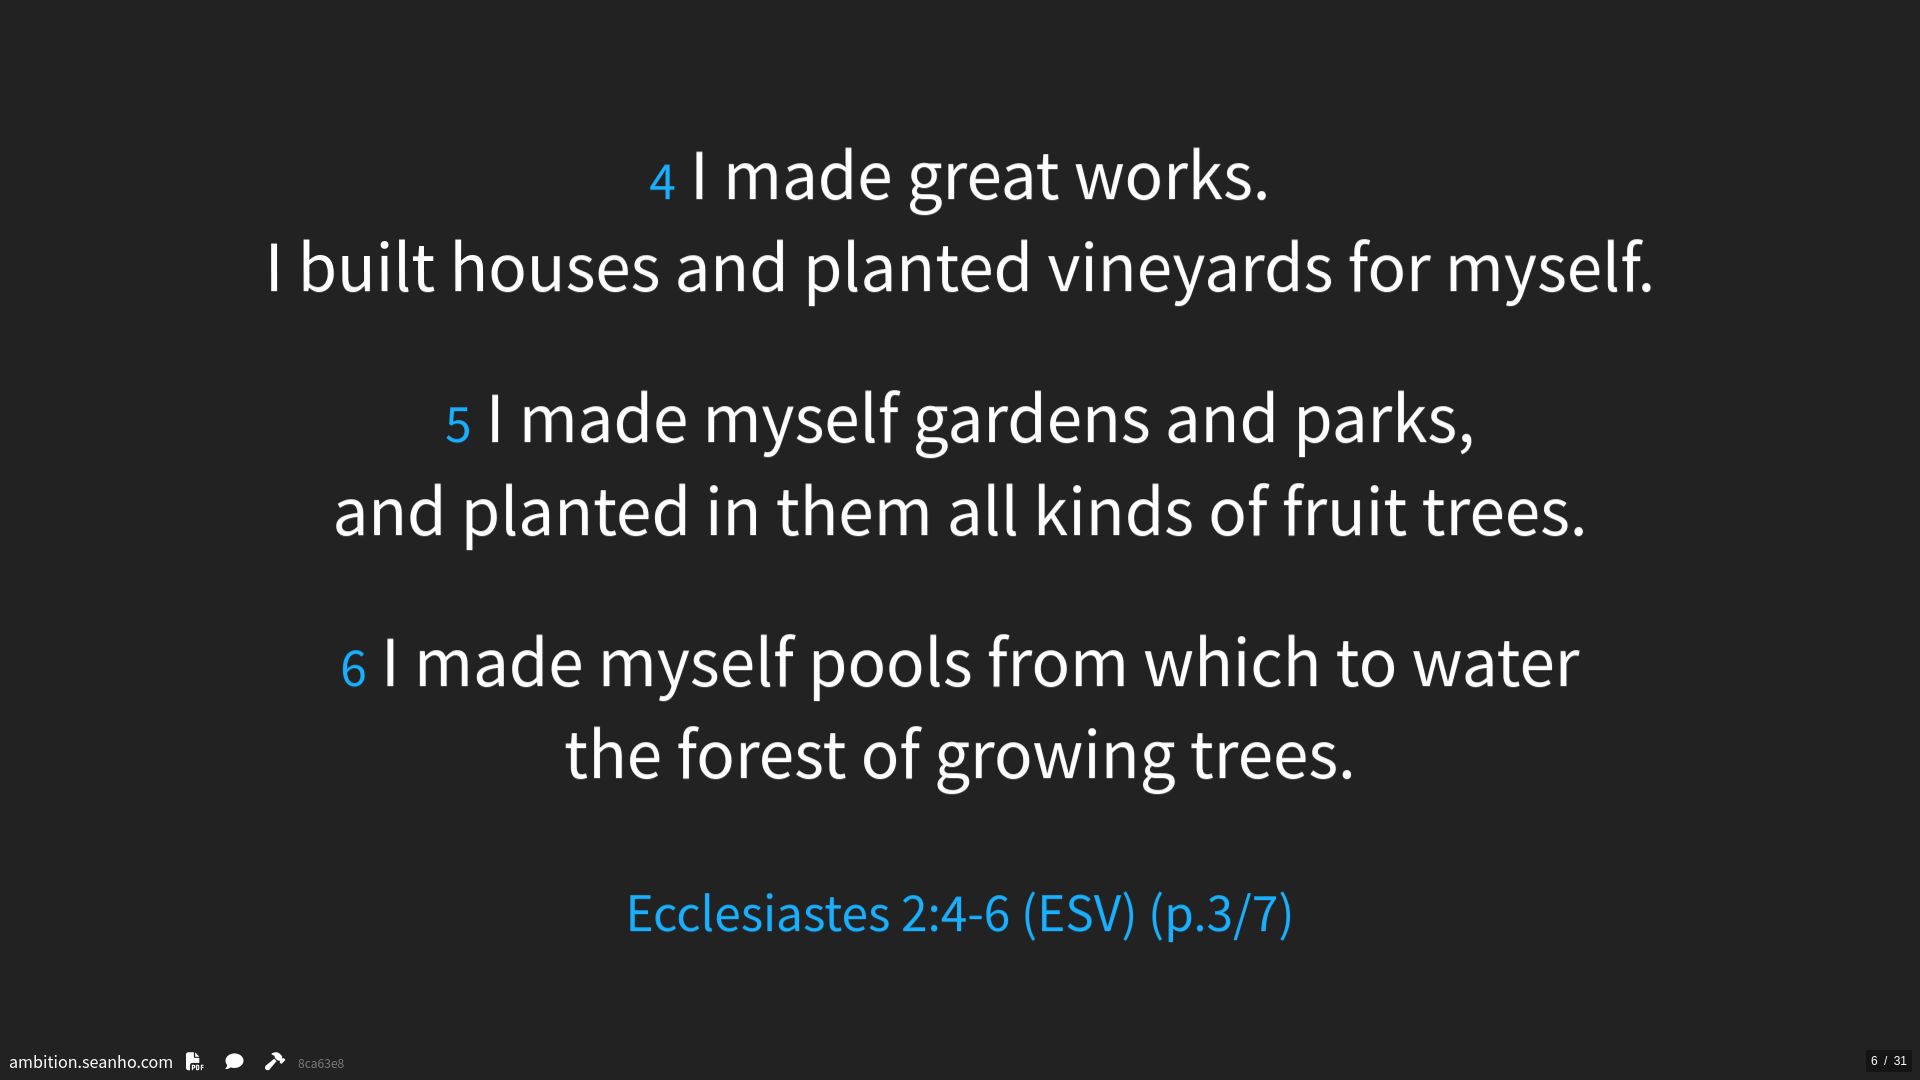 4 I made great works.
I built houses and planted vineyards for myself.
5 I made myself gardens and parks,
and planted in them all kinds of fruit trees.
6 I made myself pools from which to water
the forest of growing trees.
Ecclesiastes 2:4-6 (ESV) (p.3/7)
ambition.seanho.com PDF 8ca63e8
6 / 31